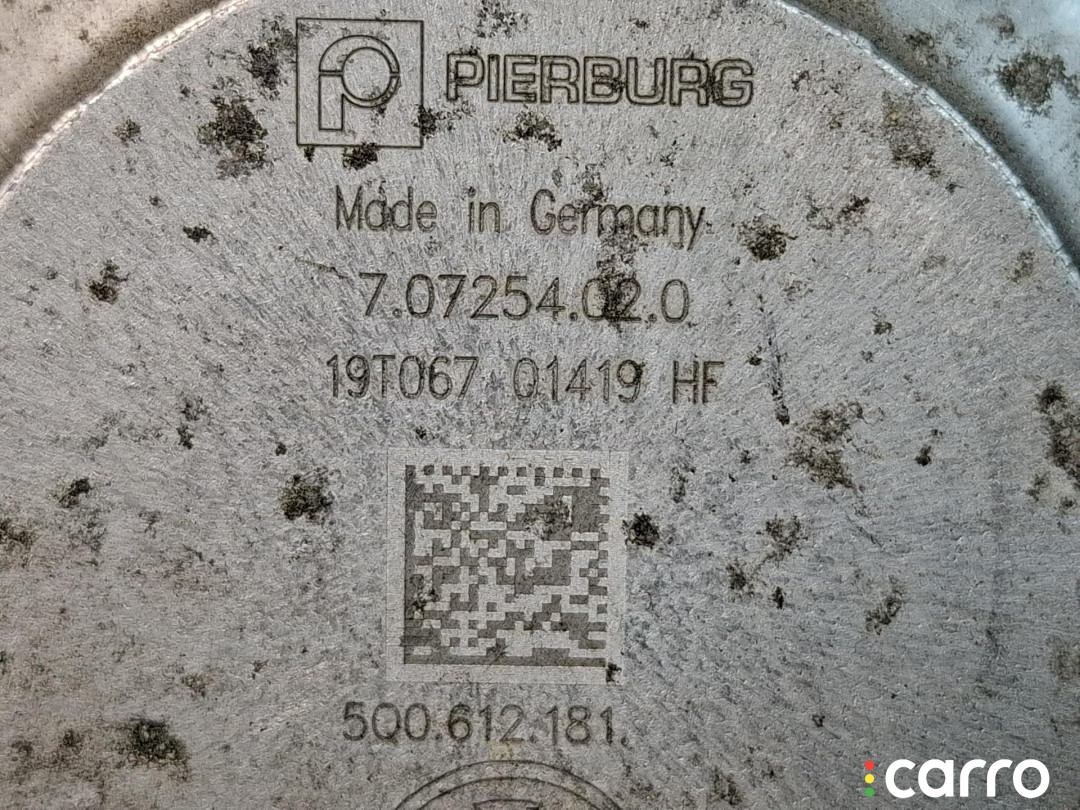 PIERBURG
Made in Germany
7.07254.02.0
19T067 01419 HF
5Q0.612.181.
carro